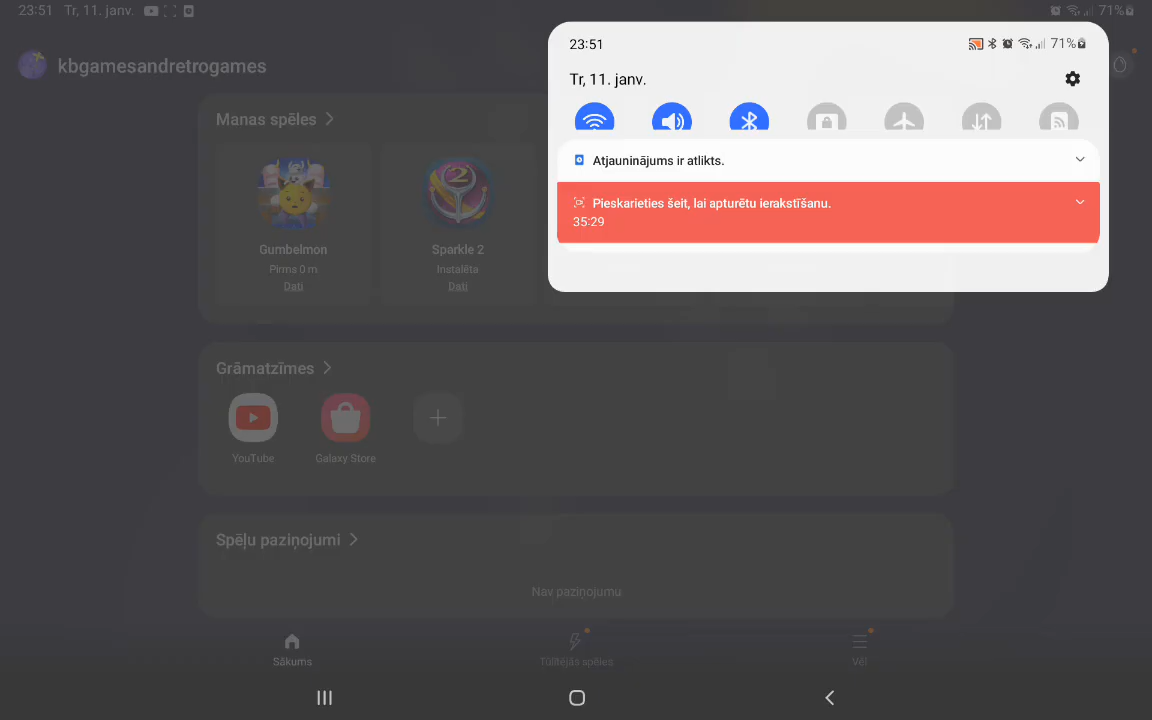 23:51 Tr, 11. janv.
71%
kbgamesandretrogames
Manas spēles
Gumbelmon
Pirms 0 m
Dati
Sparkle 2
Instalēta
Dati
Grāmatzīmes
YouTube
Galaxy Store
Spēļu paziņojumi
Nav paziņojumu
Sākums
Tūlītējās spēles
Vēl
23:51
71%
Tr, 11. janv.
Atjauninājums ir atlikts.
Pieskarieties šeit, lai apturētu ierakstīšanu.
35:29